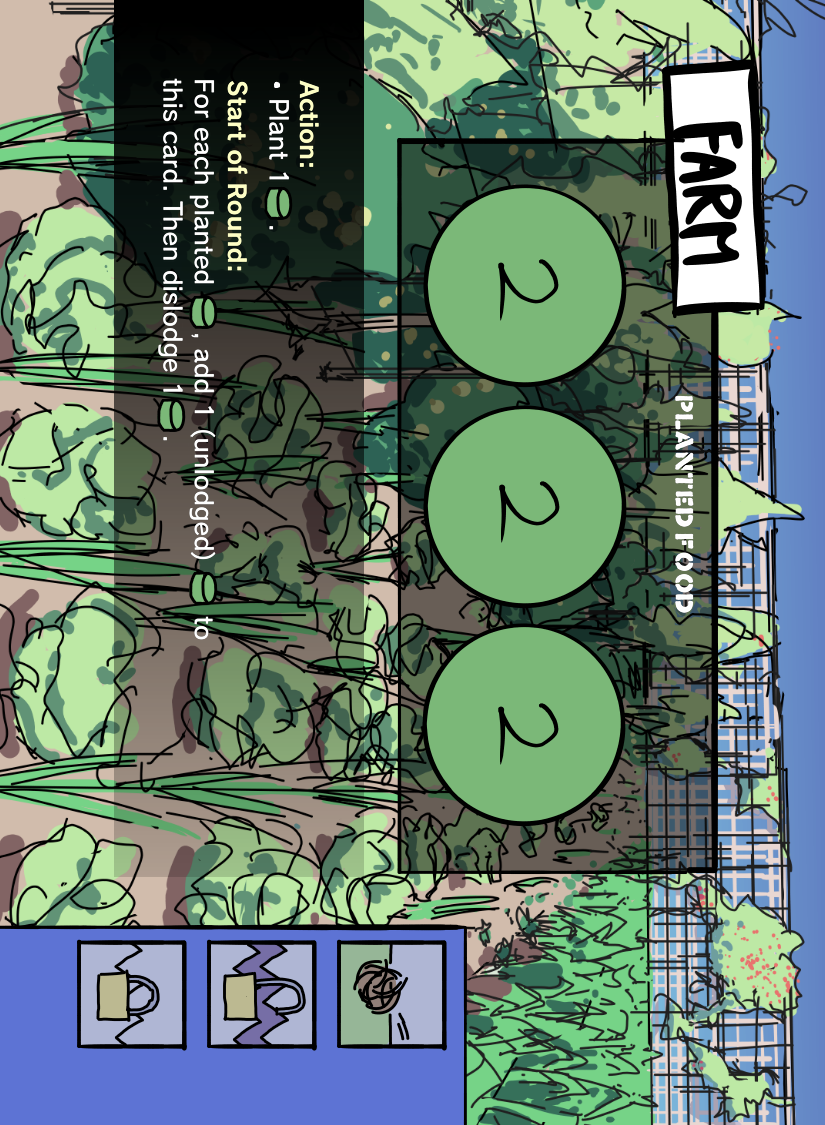 FARM
PLANTED FOOD
2 2 2
Action:
• Plant 1 .
Start of Round:
For each planted , add 1 (unlodged) to
this card. Then dislodge 1 .